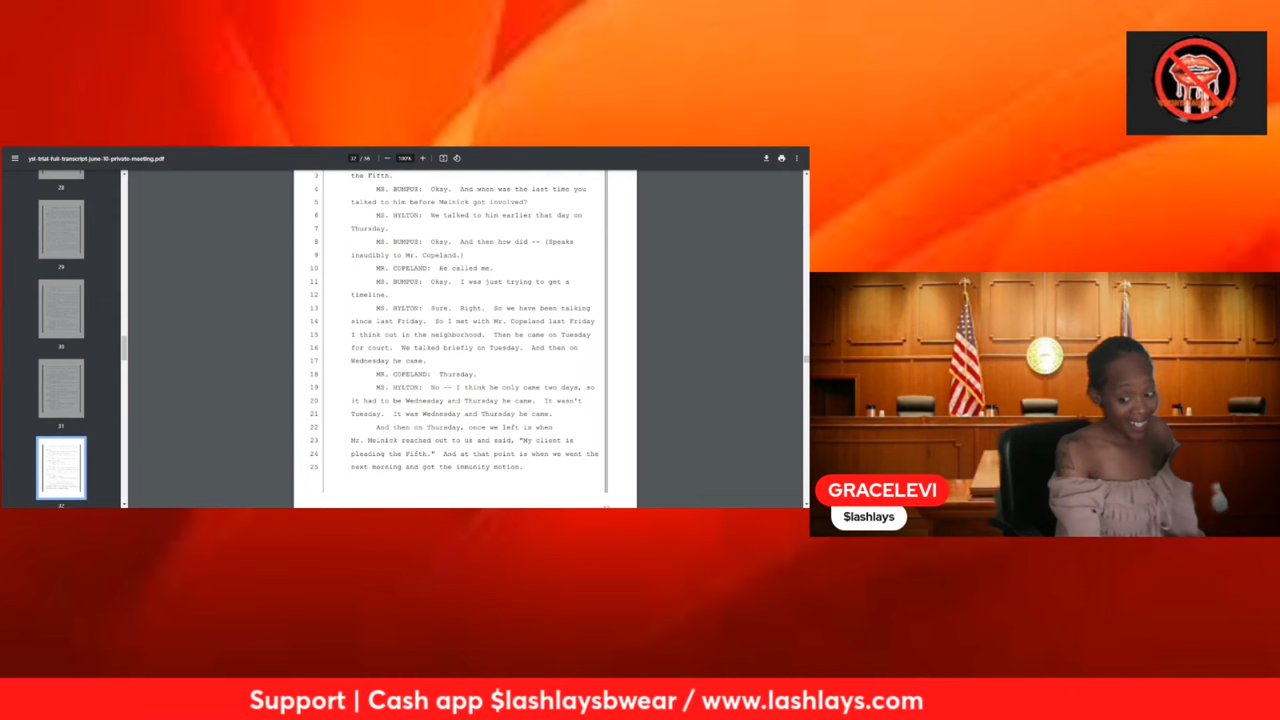 ysl-trial-full-transcript-june-10-private-meeting.pdf
32 / 56
100%
28
29
30
31
32
3 the Fifth.
4 MS. BUMPUS: Okay. And when was the last time you
5 talked to him before Melnick got involved?
6 MS. HYLTON: We talked to him earlier that day on
7 Thursday.
8 MS. BUMPUS: Okay. And then how did -- (Speaks
9 inaudibly to Mr. Copeland.)
10 MR. COPELAND: He called me.
11 MS. BUMPUS: Okay. I was just trying to get a
12 timeline.
13 MS. HYLTON: Sure. Right. So we have been talking
14 since last Friday. So I met with Mr. Copeland last Friday
15 I think out in the neighborhood. Then he came on Tuesday
16 for court. We talked briefly on Tuesday. And then on
17 Wednesday he came.
18 MR. COPELAND: Thursday.
19 MS. HYLTON: No -- I think he only came two days, so
20 it had to be Wednesday and Thursday he came. It wasn't
21 Tuesday. It was Wednesday and Thursday he came.
22 And then on Thursday, once we left is when
23 Mr. Melnick reached out to us and said, "My client is
24 pleading the Fifth." And at that point is when we went the
25 next morning and got the immunity motion.
GRACELEVI
$lashlays
Support | Cash app $lashlaysbwear / www.lashlays.com